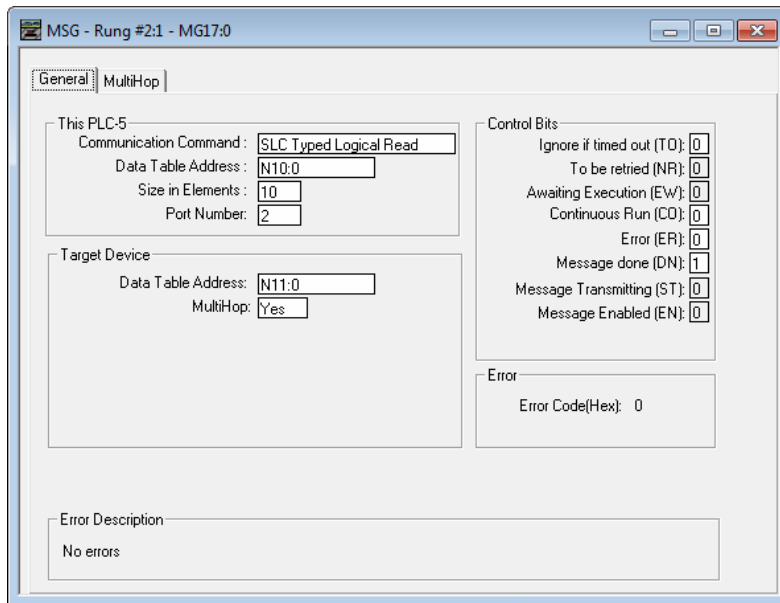 MSG - Rung #2:1 - MG17:0
General MultiHop
This PLC-5
Communication Command : SLC Typed Logical Read
Data Table Address : N10:0
Size in Elements : 10
Port Number: 2
Target Device
Data Table Address: N11:0
MultiHop: Yes
Control Bits
Ignore if timed out (TO): 0
To be retried (NR): 0
Awaiting Execution (EW): 0
Continuous Run (CO): 0
Error (ER): 0
Message done (DN): 1
Message Transmitting (ST): 0
Message Enabled (EN): 0
Error
Error Code(Hex): 0
Error Description
No errors